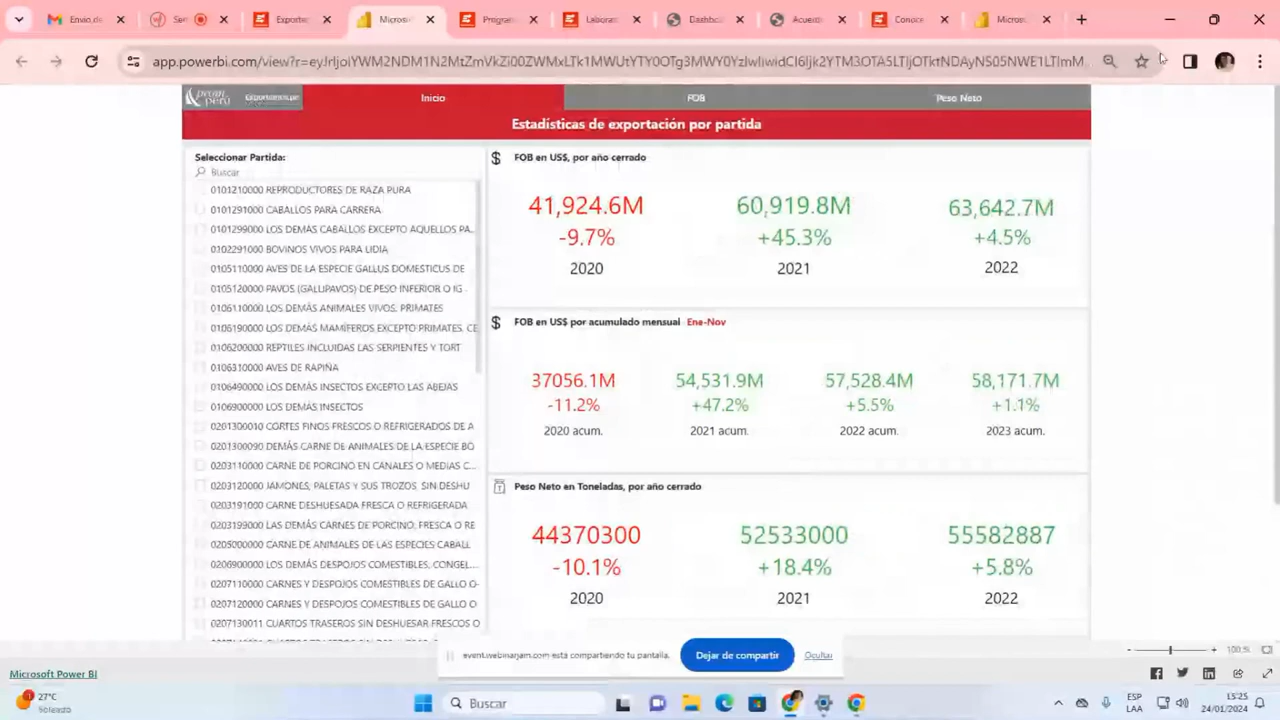 Envío de
Ser
Exporte
Micros
Program
Laboras
Dashbo
Acuerdo
Conoce
Micros
app.powerbi.com/view?r=
prom perú
Exportemos.pe
Inicio
FOB
Peso Neto
Estadísticas de exportación por partida
Seleccionar Partida:
Buscar
0101210000 REPRODUCTORES DE RAZA PURA
0101291000 CABALLOS PARA CARRERA
0101299000 LOS DEMÁS CABALLOS EXCEPTO AQUELLOS PA...
0102291000 BOVINOS VIVOS PARA LIDIA
0105110000 AVES DE LA ESPECIE GALLUS DOMESTICUS DE
0105120000 PAVOS (GALLIPAVOS) DE PESO INFERIOR O IG
0106110000 LOS DEMÁS ANIMALES VIVOS: PRIMATES
0106190000 LOS DEMÁS MAMÍFEROS EXCEPTO PRIMATES, CE
0106200000 REPTILES INCLUIDAS LAS SERPIENTES Y TORT
0106310000 AVES DE RAPIÑA
0106490000 LOS DEMÁS INSECTOS EXCEPTO LAS ABEJAS
0106900000 LOS DEMÁS INSECTOS
0201300010 CORTES FINOS FRESCOS O REFRIGERADOS DE A
0201300090 DEMÁS CARNE DE ANIMALES DE LA ESPECIE BO
0203110000 CARNE DE PORCINO EN CANALES O MEDIAS C...
0203120000 JAMONES, PALETAS Y SUS TROZOS, SIN DESHU
0203191000 CARNE DESHUESADA FRESCA O REFRIGERADA
0203199000 LAS DEMÁS CARNES DE PORCINO, FRESCA O RE
0205000000 CARNE DE ANIMALES DE LAS ESPECIES CABALL
0206900000 LOS DEMÁS DESPOJOS COMESTIBLES, CONGEL...
0207110000 CARNES Y DESPOJOS COMESTIBLES DE GALLO O
0207120000 CARNES Y DESPOJOS COMESTIBLES DE GALLO O
0207130011 CUARTOS TRASEROS SIN DESHUESAR FRESCOS O
$ FOB en US$, por año cerrado
41,924.6M 60,919.8M 63,642.7M
-9.7% +45.3% +4.5%
2020 2021 2022
$ FOB en US$ por acumulado mensual Ene-Nov
37056.1M 54,531.9M 57,528.4M 58,171.7M
-11.2% +47.2% +5.5% +1.1%
2020 acum. 2021 acum. 2022 acum. 2023 acum.
Peso Neto en Toneladas, por año cerrado
44370300 52533000 55582887
-10.1% +18.4% +5.8%
2020 2021 2022
event.webinarjam.com está compartiendo tu pantalla.
Dejar de compartir
Ocultar
Microsoft Power BI
27°C
Soleado
Buscar
ESP
LAA
15:25
24/01/2024